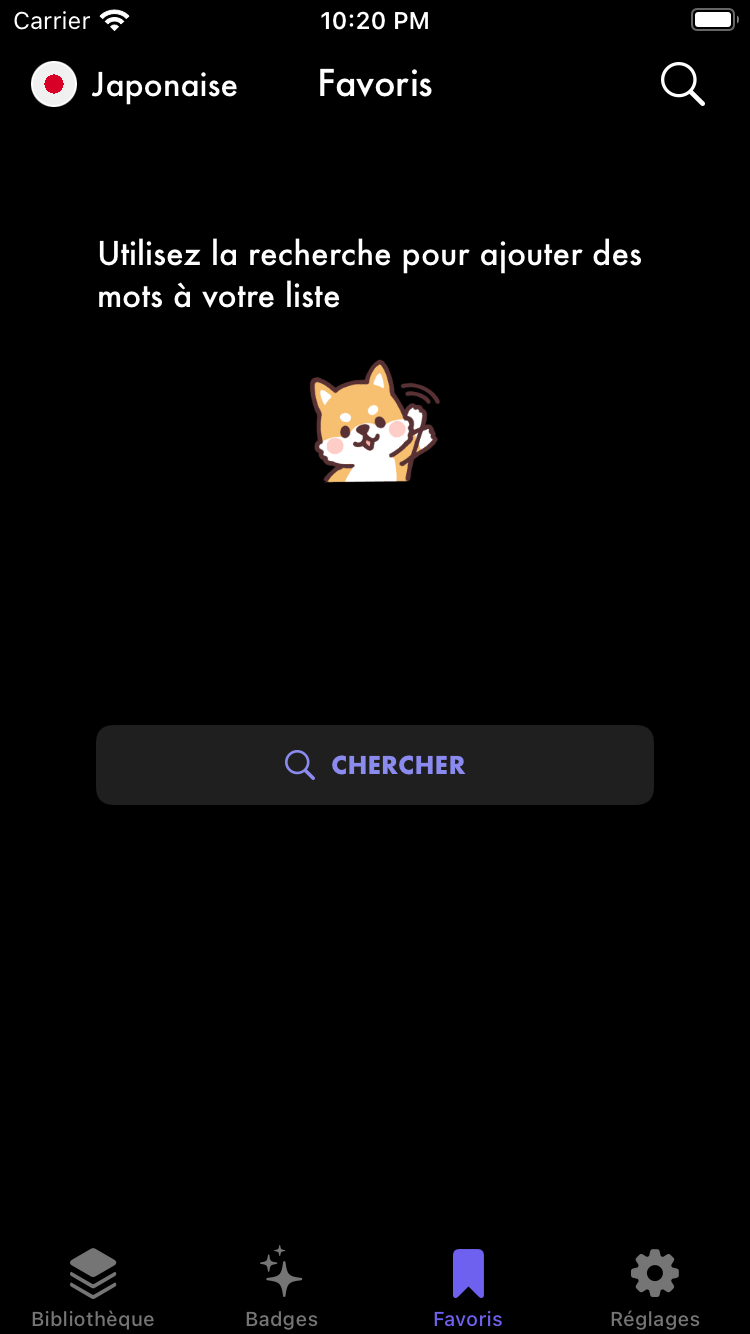 Carrier 10:20 PM
Japonaise Favoris
Utilisez la recherche pour ajouter des
mots à votre liste
CHERCHER
Bibliothèque Badges Favoris Réglages